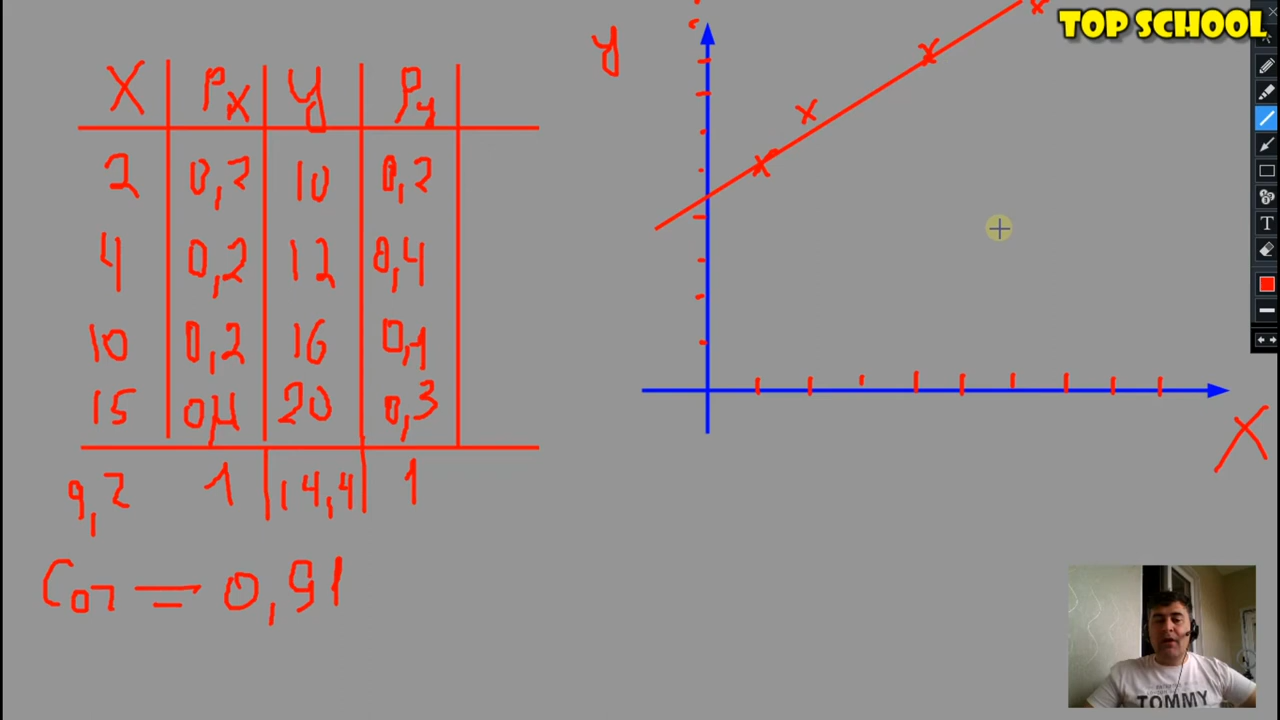 TOP SCHOOL
y
X Px y Py
2 0,2 10 0,2
4 0,2 12 0,4
10 0,2 16 0,1
15 0,4 20 0,3
9,2 1 14,4 1
X
Cor = 0,91
T
TOMMY